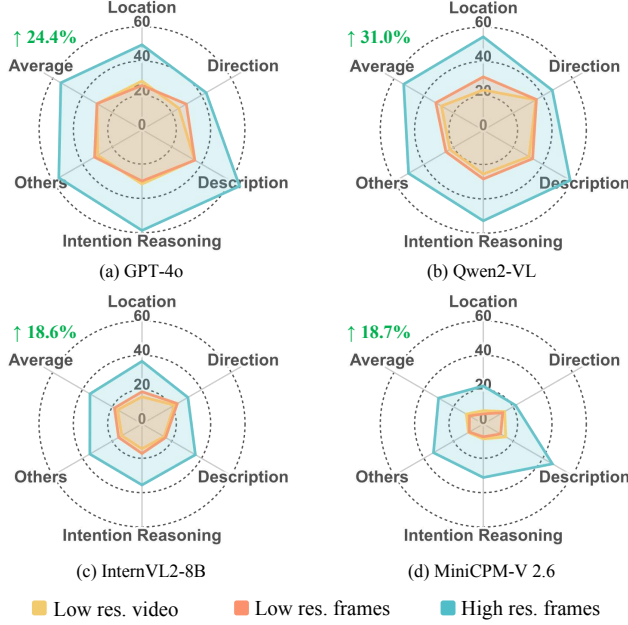 Location
60
↑ 24.4%
Average
Direction
40
20
0
Others
Description
Intention Reasoning
(a) GPT-4o
Location
60
↑ 31.0%
Average
Direction
40
20
0
Others
Description
Intention Reasoning
(b) Qwen2-VL
Location
60
↑ 18.6%
Average
Direction
40
20
0
Others
Description
Intention Reasoning
(c) InternVL2-8B
Location
60
↑ 18.7%
Average
Direction
40
20
0
Others
Description
Intention Reasoning
(d) MiniCPM-V 2.6
Low res. video
Low res. frames
High res. frames